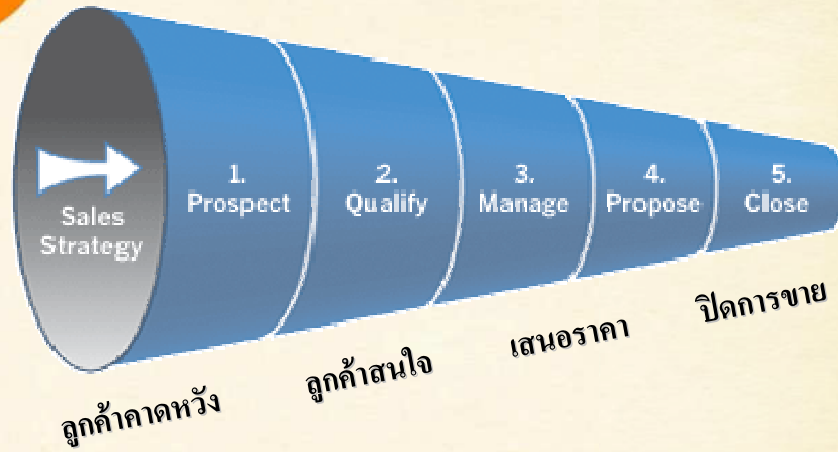 Sales
Strategy
1.
Prospect
2.
Qualify
3.
Manage
4.
Propose
5.
Close
ลูกค้าคาดหวัง
ลูกค้าสนใจ
เสนอราคา
ปิดการขาย